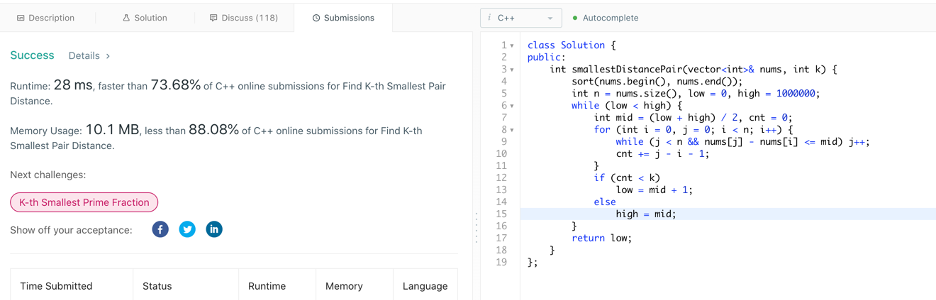 Description Solution Discuss (118) Submissions
Success Details >
Runtime: 28 ms, faster than 73.68% of C++ online submissions for Find K-th Smallest Pair
Distance.
Memory Usage: 10.1 MB, less than 88.08% of C++ online submissions for Find K-th
Smallest Pair Distance.
Next challenges:
K-th Smallest Prime Fraction
Show off your acceptance:
Time Submitted Status Runtime Memory Language
i C++ Autocomplete
1 class Solution {
2 public:
3 int smallestDistancePair(vector<int>& nums, int k) {
4 sort(nums.begin(), nums.end());
5 int n = nums.size(), low = 0, high = 1000000;
6 while (low < high) {
7 int mid = (low + high) / 2, cnt = 0;
8 for (int i = 0, j = 0; i < n; i++) {
9 while (j < n && nums[j] - nums[i] <= mid) j++;
10 cnt += j - i - 1;
11 }
12 if (cnt < k)
13 low = mid + 1;
14 else
15 high = mid;
16 }
17 return low;
18 }
19 };